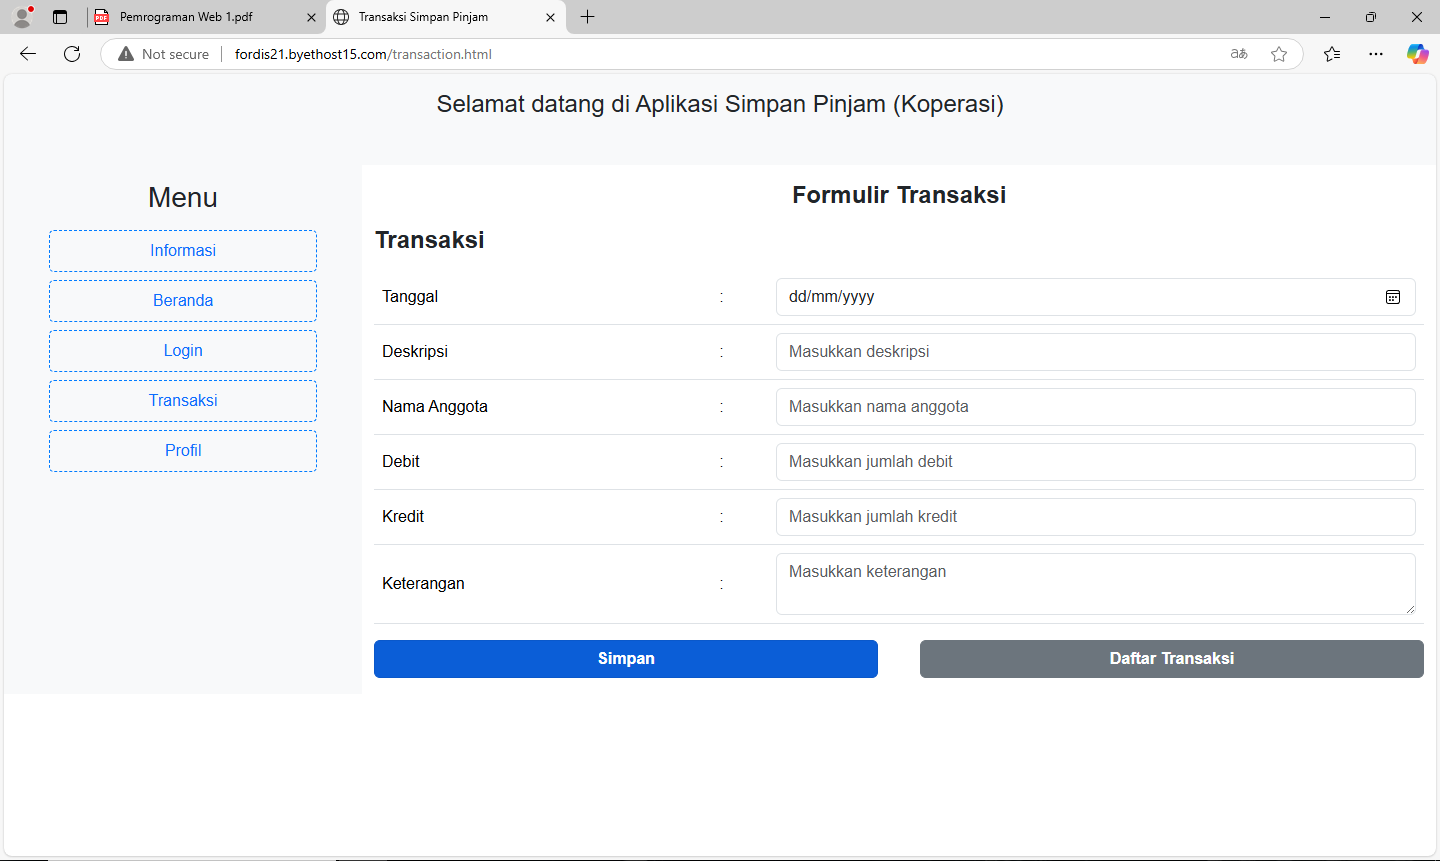 Pemrograman Web 1.pdf
Transaksi Simpan Pinjam
Not secure
fordis21.byethost15.com/transaction.html
Selamat datang di Aplikasi Simpan Pinjam (Koperasi)
Menu
Informasi
Beranda
Login
Transaksi
Profil
Formulir Transaksi
Transaksi
Tanggal : dd/mm/yyyy
Deskripsi : Masukkan deskripsi
Nama Anggota : Masukkan nama anggota
Debit : Masukkan jumlah debit
Kredit : Masukkan jumlah kredit
Keterangan : Masukkan keterangan
Simpan
Daftar Transaksi